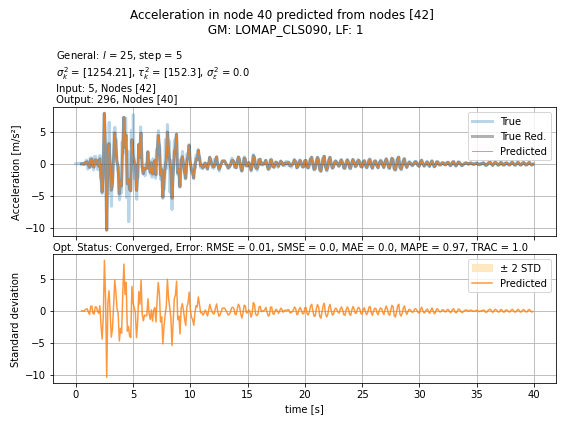 Acceleration in node 40 predicted from nodes [42]
GM: LOMAP_CLS090, LF: 1
General: l = 25, step = 5
σ²ₖ = [1254.21], τ²ₖ = [152.3], σ²ε = 0.0
Input: 5, Nodes [42]
Output: 296, Nodes [40]
True
True Red.
Predicted
Acceleration [m/s²]
5
0
−5
−10
Opt. Status: Converged, Error: RMSE = 0.01, SMSE = 0.0, MAE = 0.0, MAPE = 0.97, TRAC = 1.0
± 2 STD
Predicted
Standard deviation
5
0
−5
−10
0 5 10 15 20 25 30 35 40
time [s]